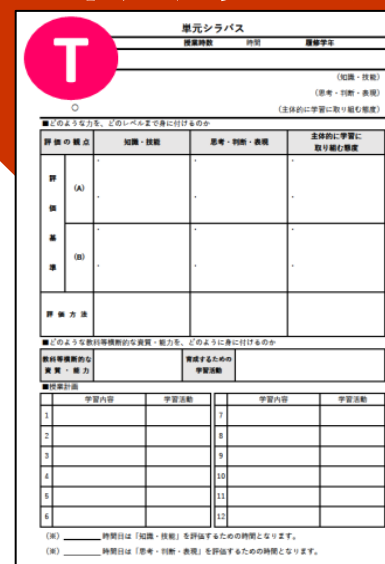 単元シラバス
T
授業時数 時間 履修学年
(知識・技能)
(思考・判断・表現)
○ (主体的に学習に取り組む態度)
■どのような力を、どのレベルまで身に付けるのか
評価の観点 知識・技能 思考・判断・表現 主体的に学習に取り組む態度
評価基準
(A)
・ ・ ・
・ ・ ・
(B)
・ ・ ・
・ ・ ・
評価方法
■どのような教科等横断的な資質・能力を、どのように身に付けるのか
教科等横断的な 育成するための
資質・能力 学習活動
■授業計画
学習内容 学習活動 学習内容 学習活動
1 7
2 8
3 9
4 10
5 11
6 12
(※) ______ 時間目は「知識・技能」を評価するための時間となります。
(※) ______ 時間目は「思考・判断・表現」を評価するための時間となります。